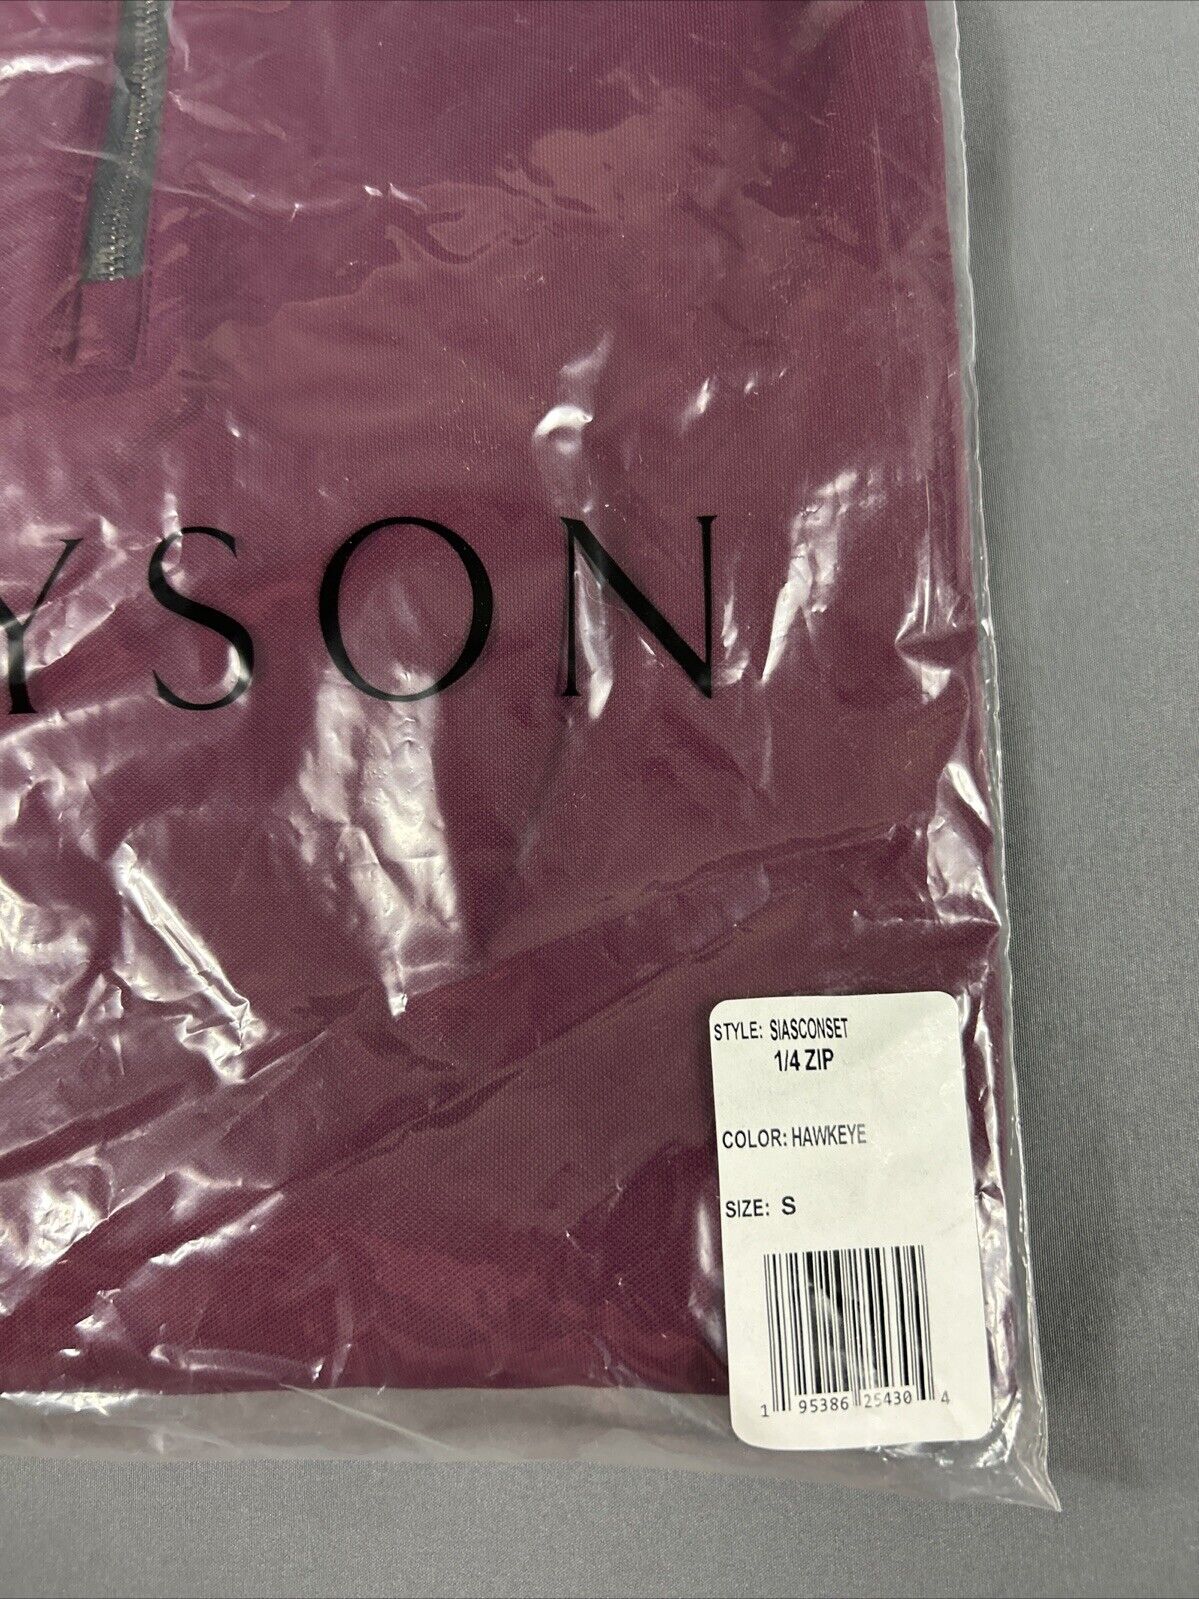 YSON
STYLE: SIASCONSET
1/4 ZIP
COLOR: HAWKEYE
SIZE: S
1 95386 25430 4